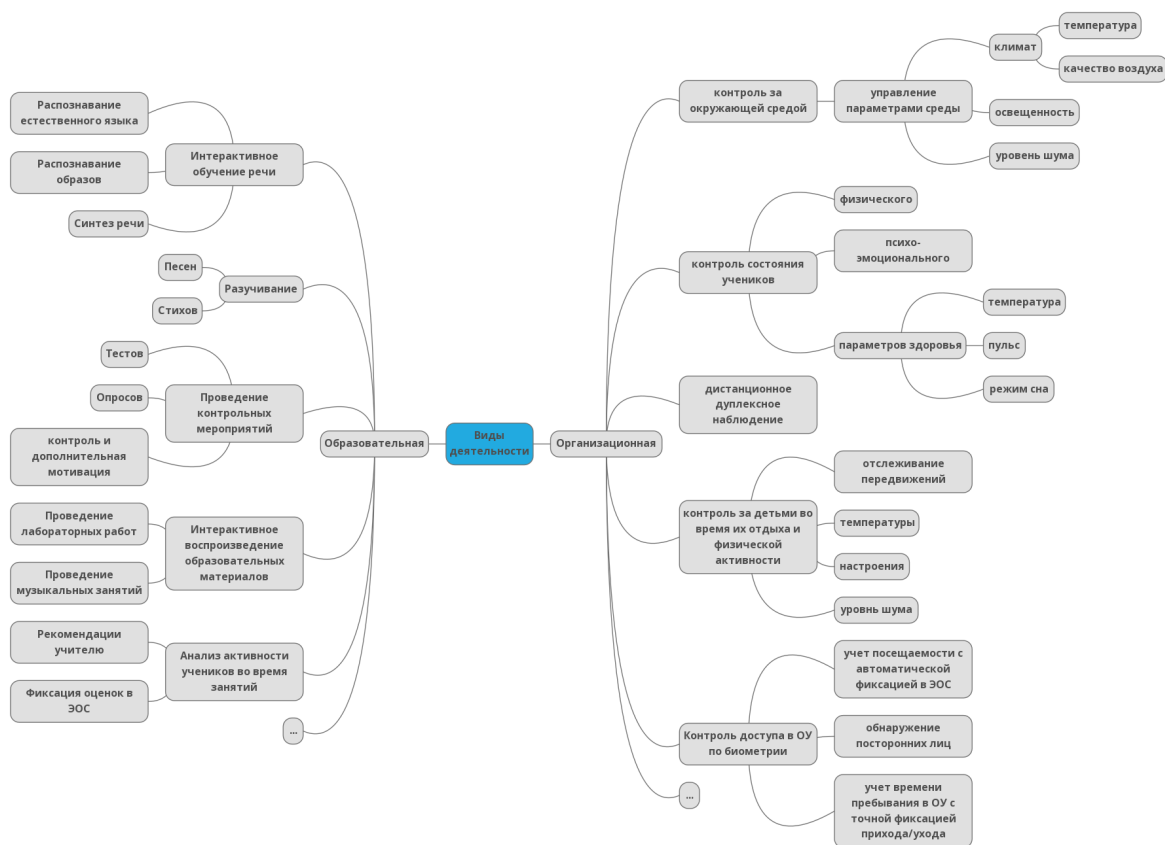 Виды
деятельности
Образовательная
Интерактивное
обучение речи
Распознавание
естественного языка
Распознавание
образов
Синтез речи
Разучивание
Песен
Стихов
Проведение
контрольных
мероприятий
Тестов
Опросов
контроль и
дополнительная
мотивация
Интерактивное
воспроизведение
образовательных
материалов
Проведение
лабораторных работ
Проведение
музыкальных занятий
Анализ активности
учеников во время
занятий
Рекомендации
учителю
Фиксация оценок в
ЭОС
...
Организационная
контроль за
окружающей средой
управление
параметрами среды
климат
температура
качество воздуха
освещенность
уровень шума
контроль состояния
учеников
физического
психо-
эмоционального
параметров здоровья
температура
пульс
режим сна
дистанционное
дуплексное
наблюдение
контроль за детьми во
время их отдыха и
физической
активности
отслеживание
передвижений
температуры
настроения
уровнь шума
Контроль доступа в ОУ
по биометрии
учет посещаемости с
автоматической
фиксацией в ЭОС
обнаружение
посторонних лиц
учет времени
пребывания в ОУ с
точной фиксацией
прихода/ухода
...